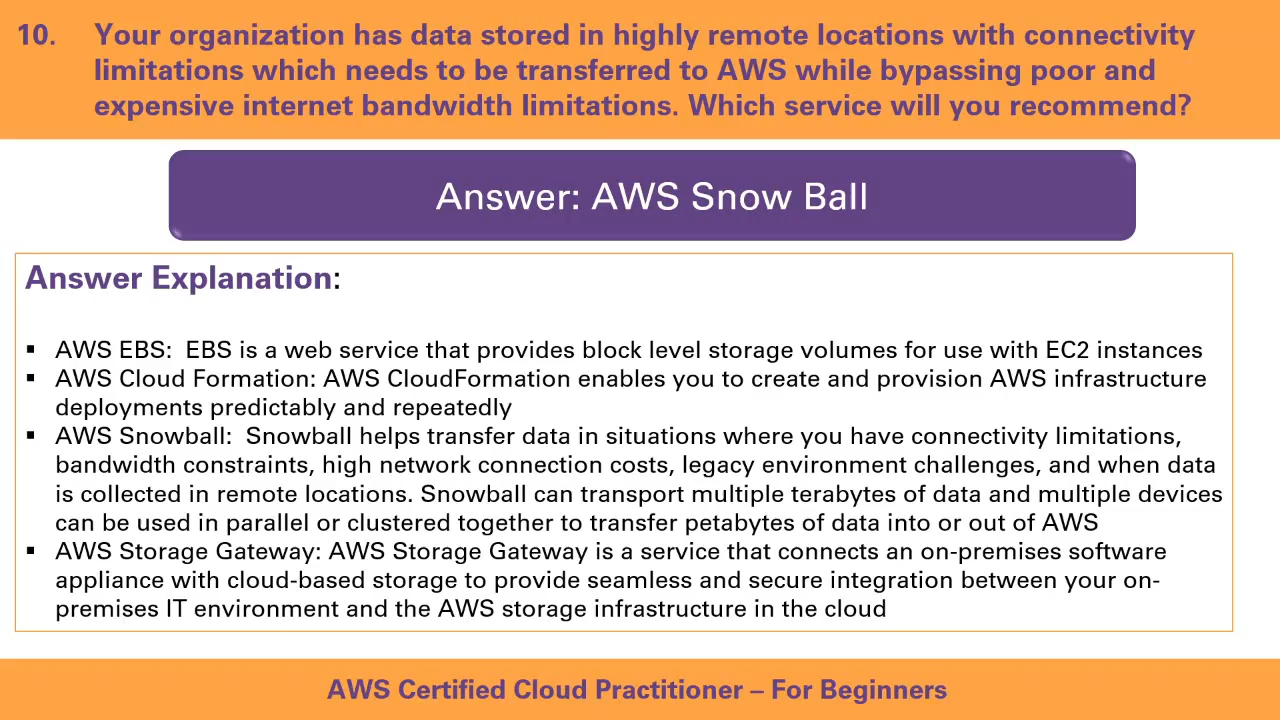 10. Your organization has data stored in highly remote locations with connectivity
limitations which needs to be transferred to AWS while bypassing poor and
expensive internet bandwidth limitations. Which service will you recommend?
Answer: AWS Snow Ball
Answer Explanation:
▪ AWS EBS: EBS is a web service that provides block level storage volumes for use with EC2 instances
▪ AWS Cloud Formation: AWS CloudFormation enables you to create and provision AWS infrastructure
deployments predictably and repeatedly
▪ AWS Snowball: Snowball helps transfer data in situations where you have connectivity limitations,
bandwidth constraints, high network connection costs, legacy environment challenges, and when data
is collected in remote locations. Snowball can transport multiple terabytes of data and multiple devices
can be used in parallel or clustered together to transfer petabytes of data into or out of AWS
▪ AWS Storage Gateway: AWS Storage Gateway is a service that connects an on-premises software
appliance with cloud-based storage to provide seamless and secure integration between your on-
premises IT environment and the AWS storage infrastructure in the cloud
AWS Certified Cloud Practitioner – For Beginners